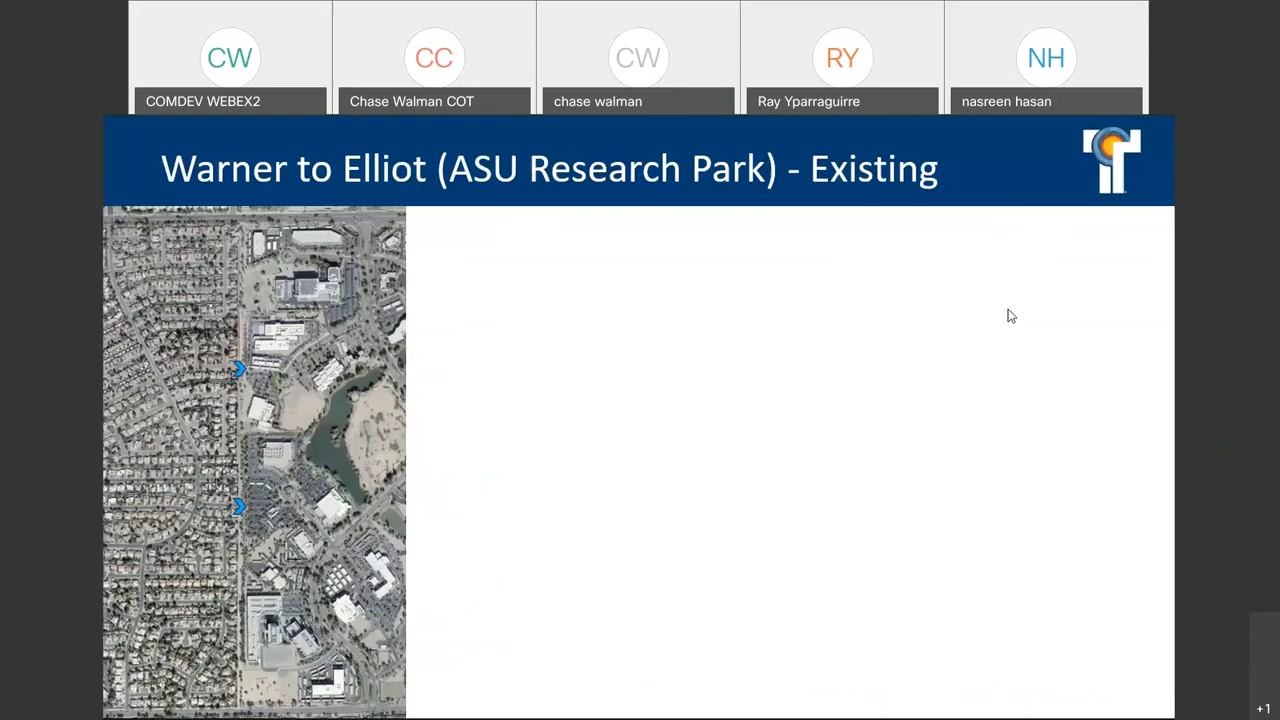 CW
CC
CW
RY
NH
COMDEV WEBEX2
Chase Walman COT
chase walman
Ray Yparraguirre
nasreen hasan
Warner to Elliot (ASU Research Park) - Existing
+1